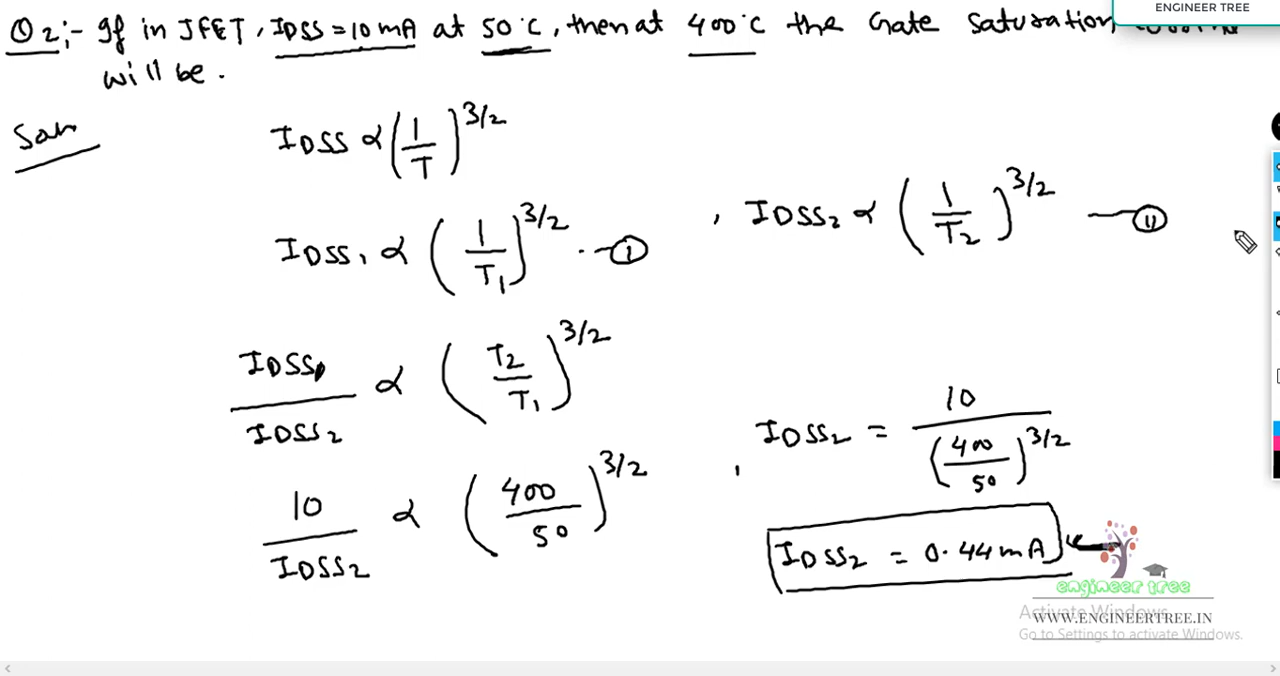 ENGINEER TREE
Q2:- If in JFET, IDSS = 10 mA at 50°C, then at 400°C the Gate Saturation
will be.
Soln
IDSS ∝ (1/T)^3/2
IDSS1 ∝ (1/T1)^3/2 --- (i) , IDSS2 ∝ (1/T2)^3/2 — (ii)
IDSS1/IDSS2 ∝ (T2/T1)^3/2
10/IDSS2 ∝ (400/50)^3/2 , IDSS2 = 10/(400/50)^3/2
IDSS2 = 0.44 mA
engineer tree
WWW.ENGINEERTREE.IN
Activate Windows
Go to Settings to activate Windows.